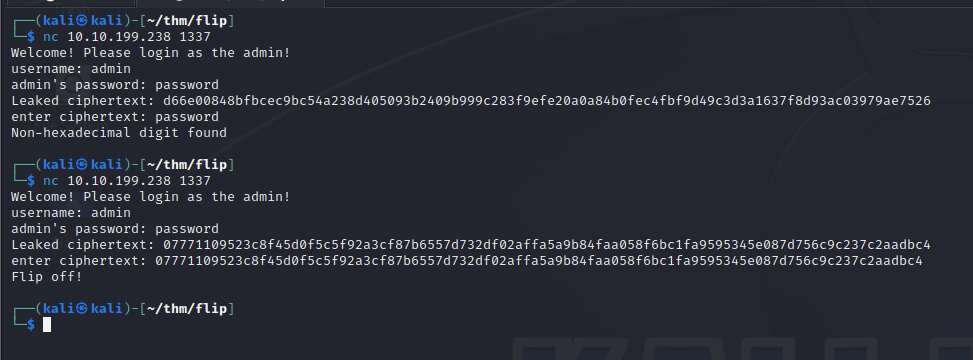 ┌──(kali㉿kali)-[~/thm/flip]
└─$ nc 10.10.199.238 1337
Welcome! Please login as the admin!
username: admin
admin's password: password
Leaked ciphertext: d66e00848bfbcec9bc54a238d405093b2409b999c283f9efe20a0a84b0fec4fbf9d49c3d3a1637f8d93ac03979ae7526
enter ciphertext: password
Non-hexadecimal digit found
┌──(kali㉿kali)-[~/thm/flip]
└─$ nc 10.10.199.238 1337
Welcome! Please login as the admin!
username: admin
admin's password: password
Leaked ciphertext: 07771109523c8f45d0f5c5f92a3cf87b6557d732df02affa5a9b84faa058f6bc1fa9595345e087d756c9c237c2aadbc4
enter ciphertext: 07771109523c8f45d0f5c5f92a3cf87b6557d732df02affa5a9b84faa058f6bc1fa9595345e087d756c9c237c2aadbc4
Flip off!
┌──(kali㉿kali)-[~/thm/flip]
└─$